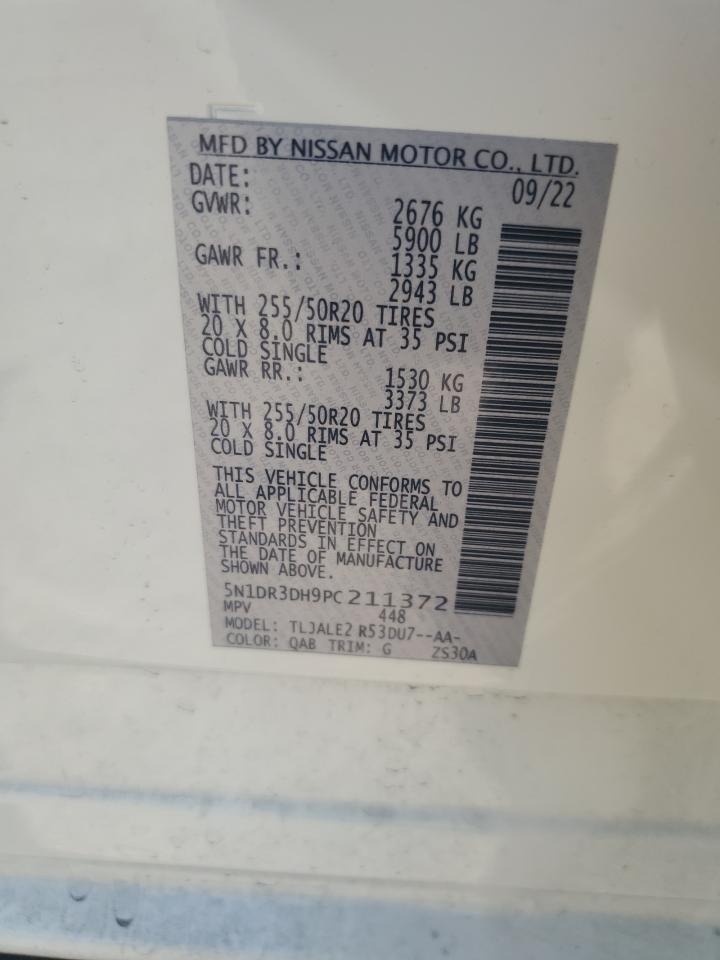 MFD BY NISSAN MOTOR CO., LTD.
DATE: 09/22
GVWR: 2676 KG
5900 LB
GAWR FR.: 1335 KG
2943 LB
WITH 255/50R20 TIRES
20 X 8.0 RIMS AT 35 PSI
COLD SINGLE
GAWR RR.: 1530 KG
3373 LB
WITH 255/50R20 TIRES
20 X 8.0 RIMS AT 35 PSI
COLD SINGLE
THIS VEHICLE CONFORMS TO
ALL APPLICABLE FEDERAL
MOTOR VEHICLE SAFETY AND
THEFT PREVENTION
STANDARDS IN EFFECT ON
THE DATE OF MANUFACTURE
SHOWN ABOVE.
5N1DR3DH9PC211372
MPV 448
MODEL: TLJALE2 R53DU7--AA-
COLOR: QAB TRIM: G ZS30A